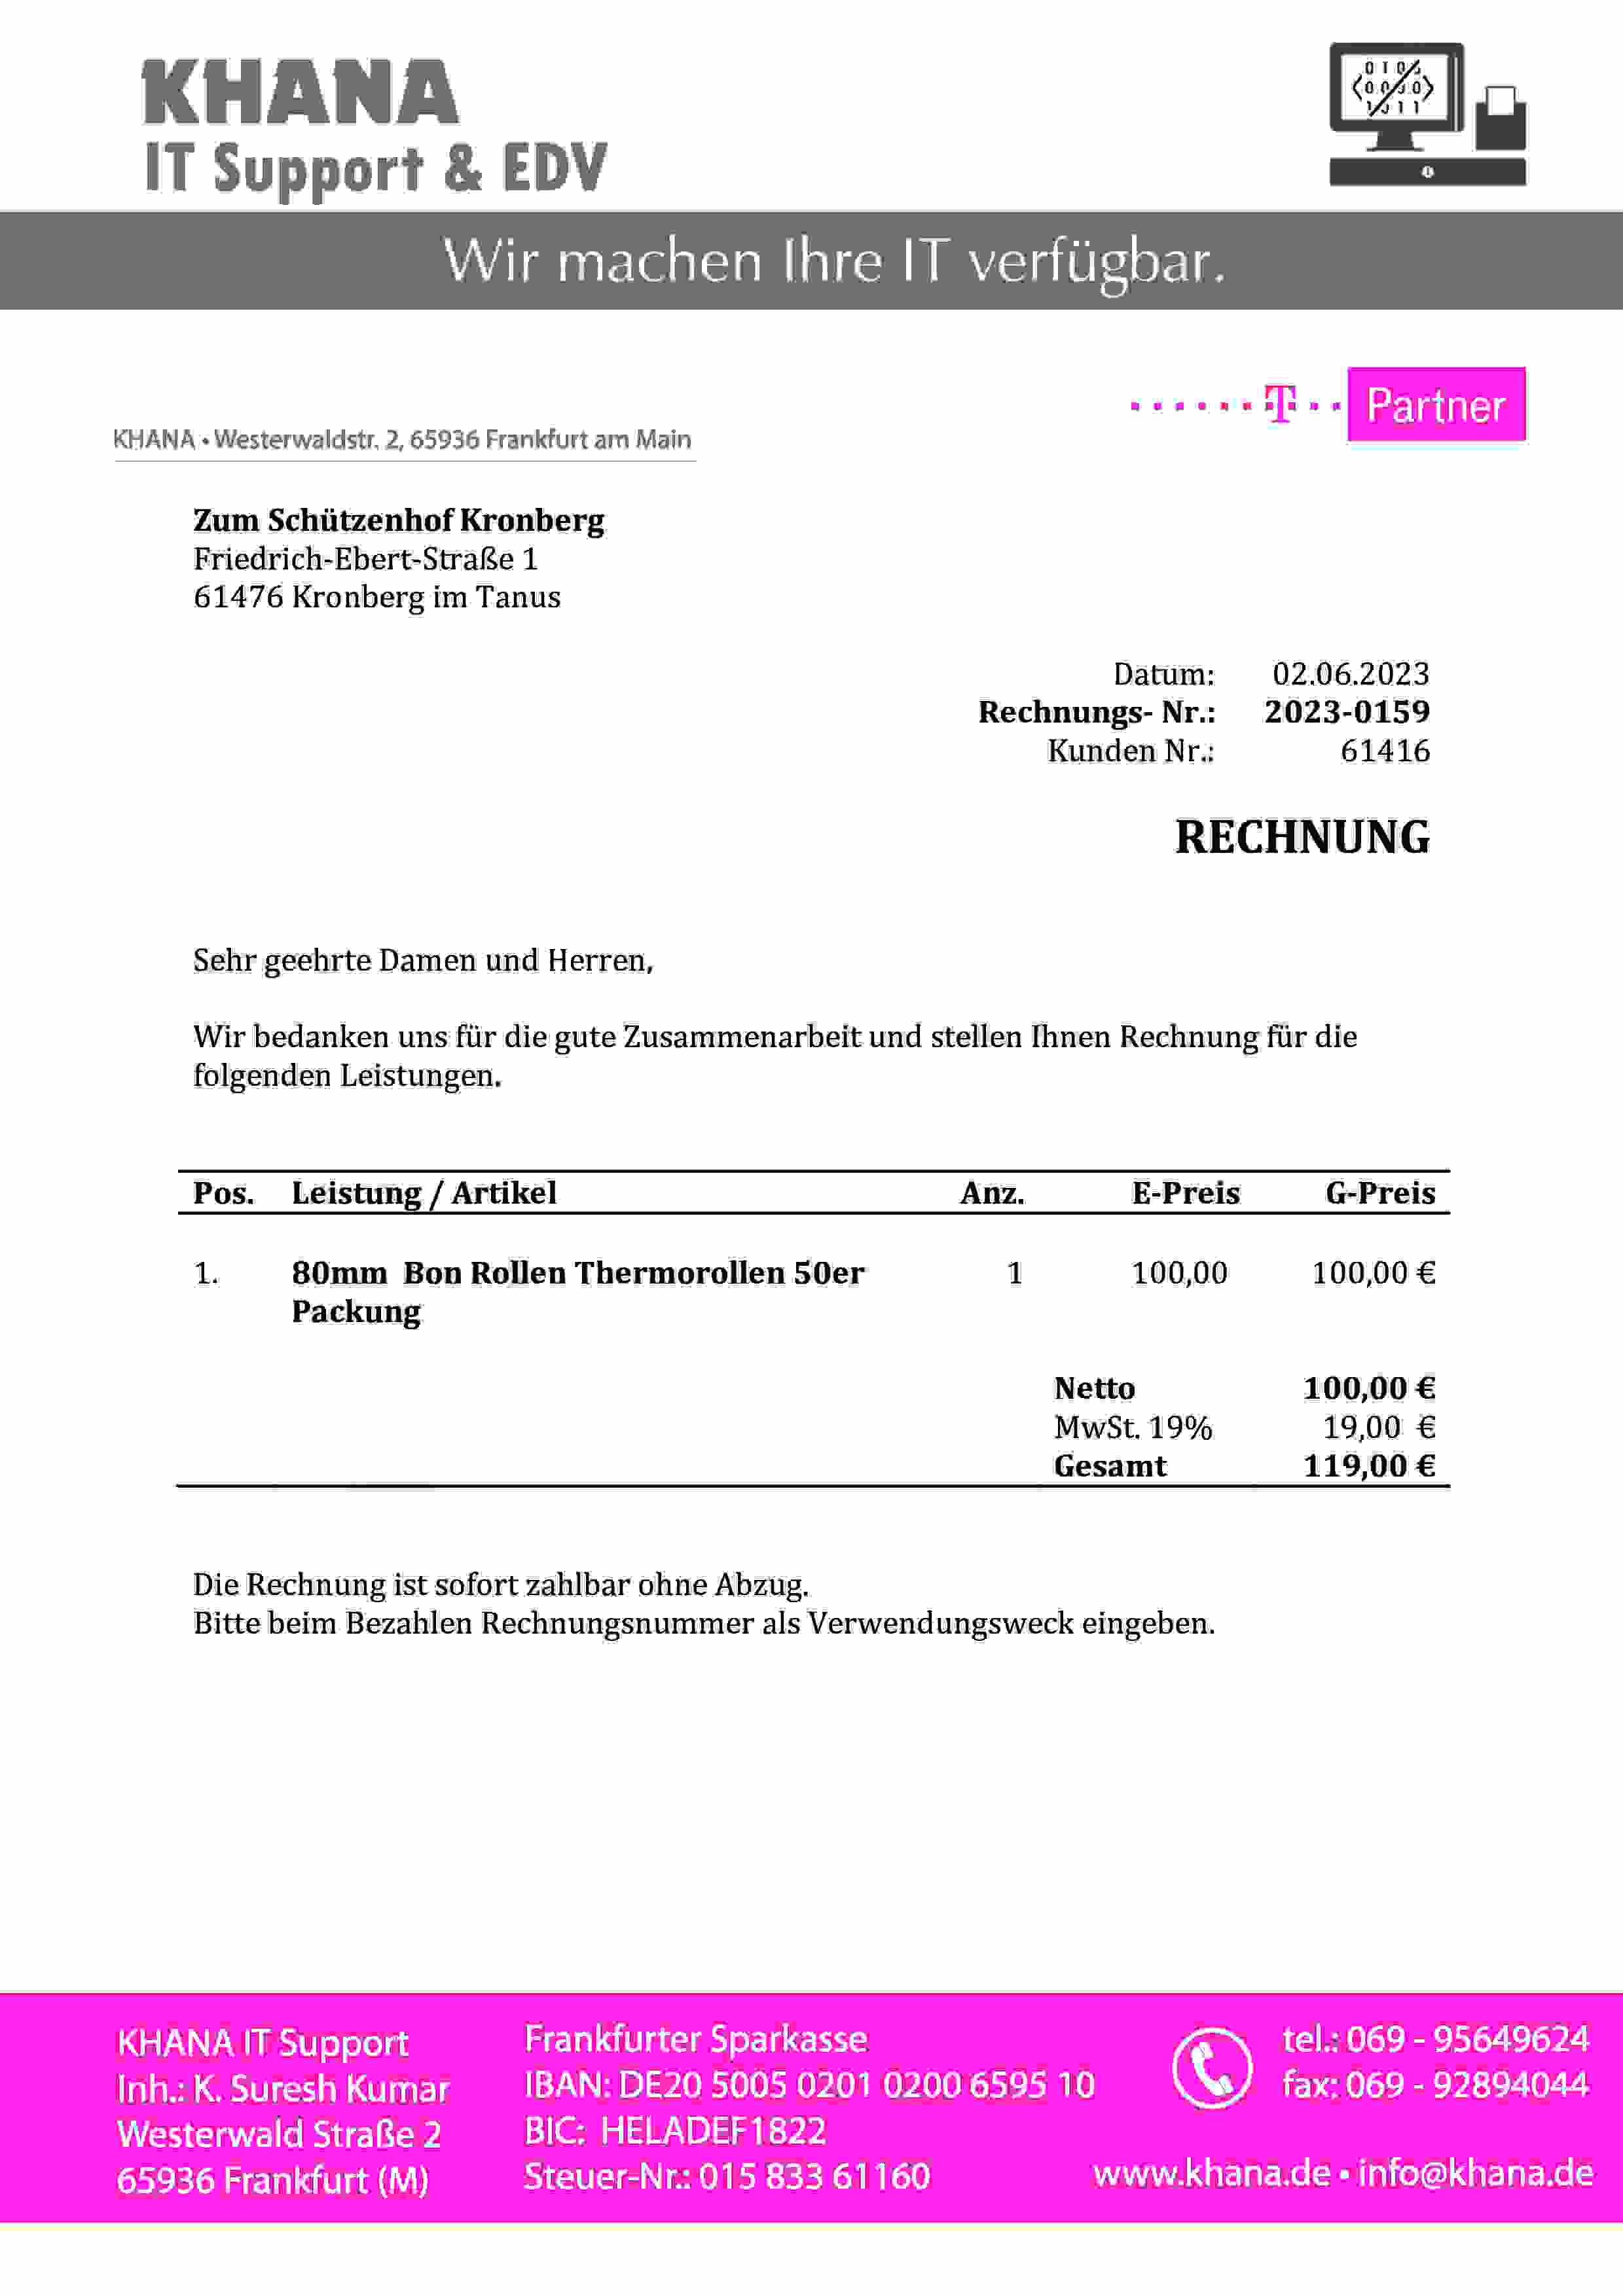 KHANA
IT Support & EDV
Wir machen Ihre IT verfügbar.
T Partner
KHANA • Westerwaldstr. 2, 65936 Frankfurt am Main
Zum Schützenhof Kronberg
Friedrich-Ebert-Straße 1
61476 Kronberg im Tanus
Datum: 02.06.2023
Rechnungs- Nr.: 2023-0159
Kunden Nr.: 61416
RECHNUNG
Sehr geehrte Damen und Herren,
Wir bedanken uns für die gute Zusammenarbeit und stellen Ihnen Rechnung für die
folgenden Leistungen.
Pos. Leistung / Artikel Anz. E-Preis G-Preis
1. 80mm Bon Rollen Thermorollen 50er 1 100,00 100,00 €
Packung
Netto 100,00 €
MwSt. 19% 19,00 €
Gesamt 119,00 €
Die Rechnung ist sofort zahlbar ohne Abzug.
Bitte beim Bezahlen Rechnungsnummer als Verwendungsweck eingeben.
KHANA IT Support
Inh.: K. Suresh Kumar
Westerwald Straße 2
65936 Frankfurt (M)
Frankfurter Sparkasse
IBAN: DE20 5005 0201 0200 6595 10
BIC: HELADEF1822
Steuer-Nr.: 015 833 61160
tel.: 069 - 95649624
fax: 069 - 92894044
www.khana.de • info@khana.de